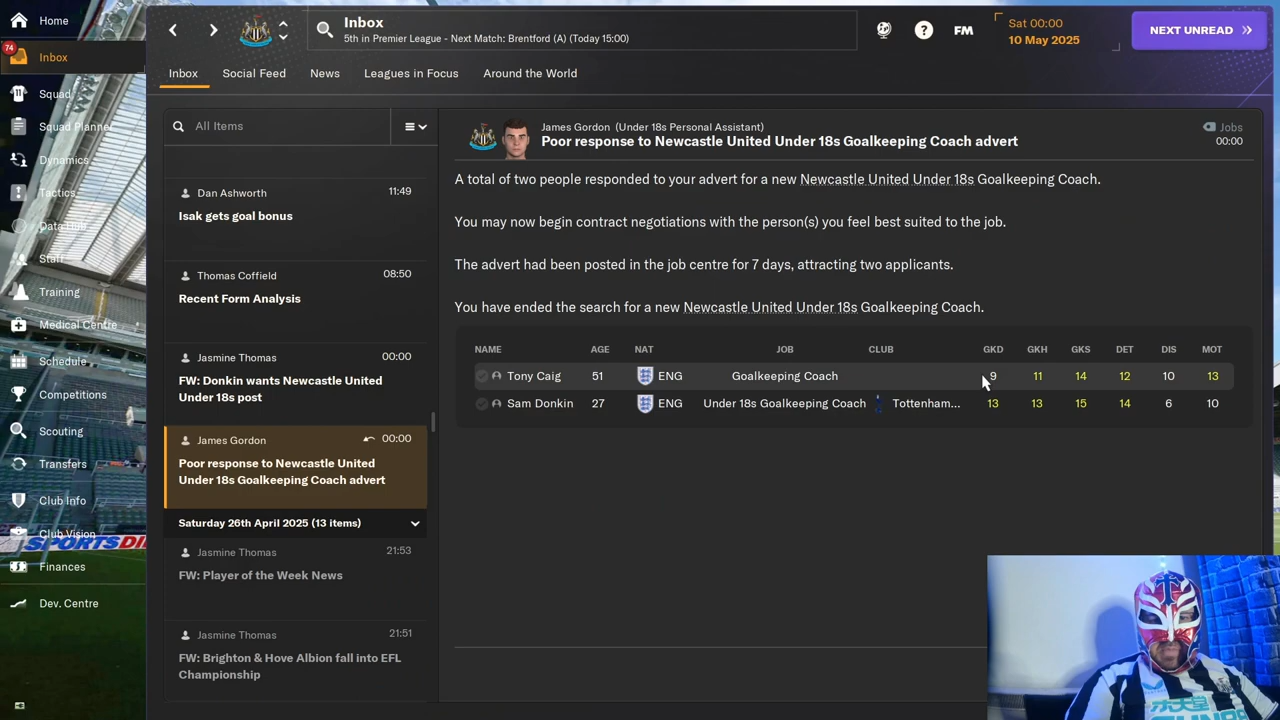 Home
74
Inbox
Squad
Squad Planner
Dynamics
Tactics
Data Hub
Staff
Training
Medical Centre
Schedule
Competitions
Scouting
Transfers
Club Info
Club Vision
SPORTS DI
Finances
Dev. Centre
Inbox
5th in Premier League - Next Match: Brentford (A) (Today 15:00)
?
FM
Sat 00:00
10 May 2025
NEXT UNREAD
Inbox
Social Feed
News
Leagues in Focus
Around the World
All Items
Dan Ashworth
11:49
Isak gets goal bonus
Thomas Coffield
08:50
Recent Form Analysis
Jasmine Thomas
00:00
FW: Donkin wants Newcastle United
Under 18s post
James Gordon
00:00
Poor response to Newcastle United
Under 18s Goalkeeping Coach advert
Saturday 26th April 2025 (13 items)
Jasmine Thomas
21:53
FW: Player of the Week News
Jasmine Thomas
21:51
FW: Brighton & Hove Albion fall into EFL
Championship
James Gordon (Under 18s Personal Assistant)
Poor response to Newcastle United Under 18s Goalkeeping Coach advert
Jobs
00:00
A total of two people responded to your advert for a new Newcastle United Under 18s Goalkeeping Coach.
You may now begin contract negotiations with the person(s) you feel best suited to the job.
The advert had been posted in the job centre for 7 days, attracting two applicants.
You have ended the search for a new Newcastle United Under 18s Goalkeeping Coach.
NAME AGE NAT JOB CLUB GKD GKH GKS DET DIS MOT
Tony Caig 51 ENG Goalkeeping Coach 9 11 14 12 10 13
Sam Donkin 27 ENG Under 18s Goalkeeping Coach Tottenham... 13 13 15 14 6 10